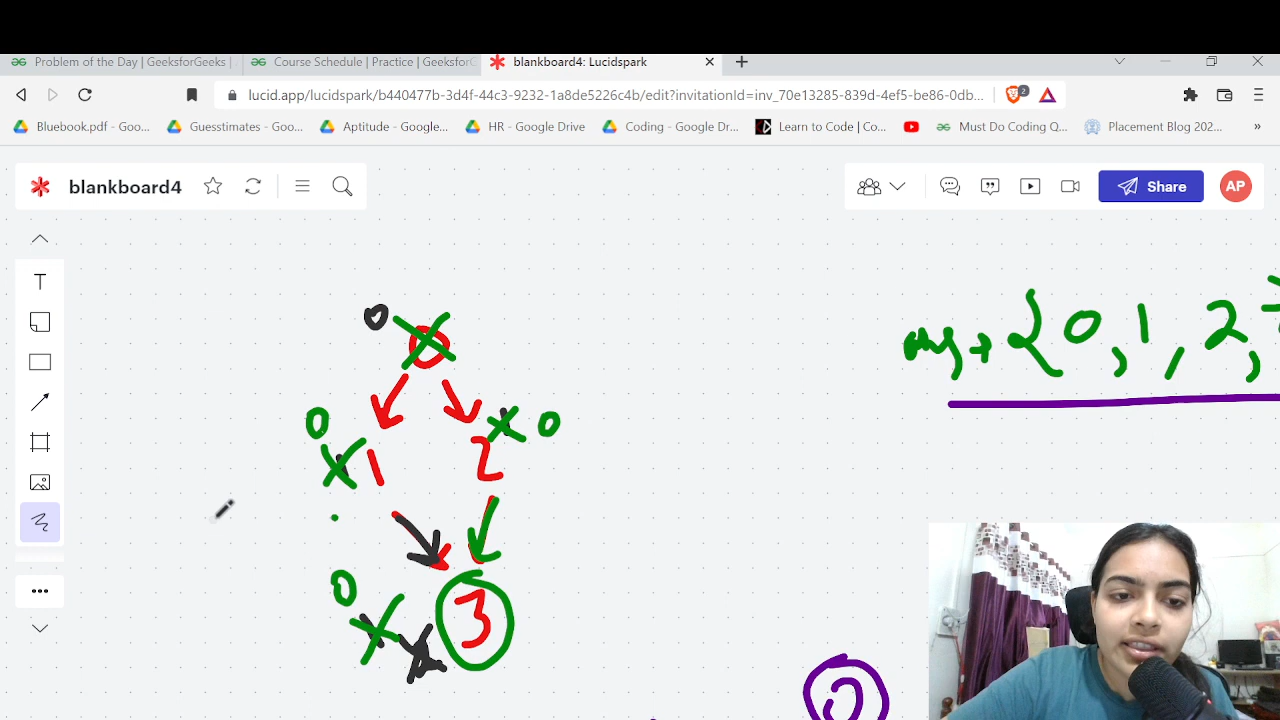 Problem of the Day | GeeksforGeeks |
Course Schedule | Practice | GeeksforG
blankboard4: Lucidspark
lucid.app/lucidspark/b440477b-3d4f-44c3-9232-1a8de5226c4b/edit?invitationId=inv_70e13285-839d-4ef5-be86-0db...
2
Bluebook.pdf - Goo...
Guesstimates - Goo...
Aptitude - Google...
HR - Google Drive
Coding - Google Dr...
Learn to Code | Co...
Must Do Coding Q...
Placement Blog 202...
»
blankboard4
Share
AP
T
0
0
{0, 1, 2,
0
0
1
2
0
3